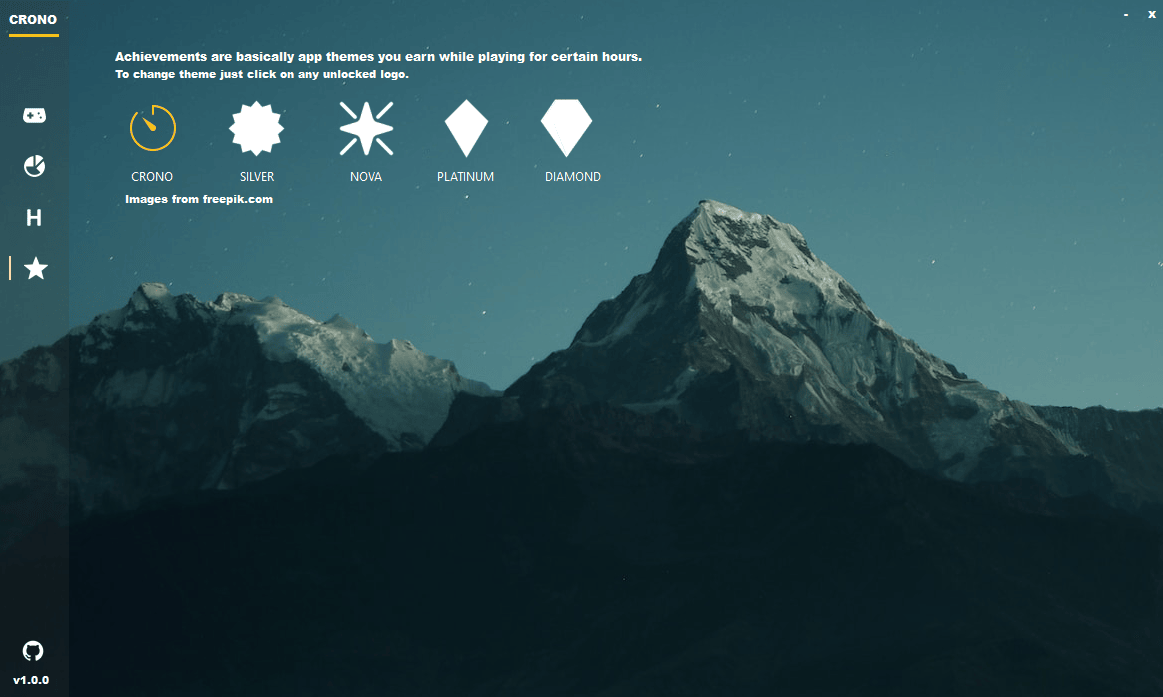 CRONO
- x
Achievements are basically app themes you earn while playing for certain hours.
To change theme just click on any unlocked logo.
CRONO SILVER NOVA PLATINUM DIAMOND
Images from freepik.com
H
v1.0.0